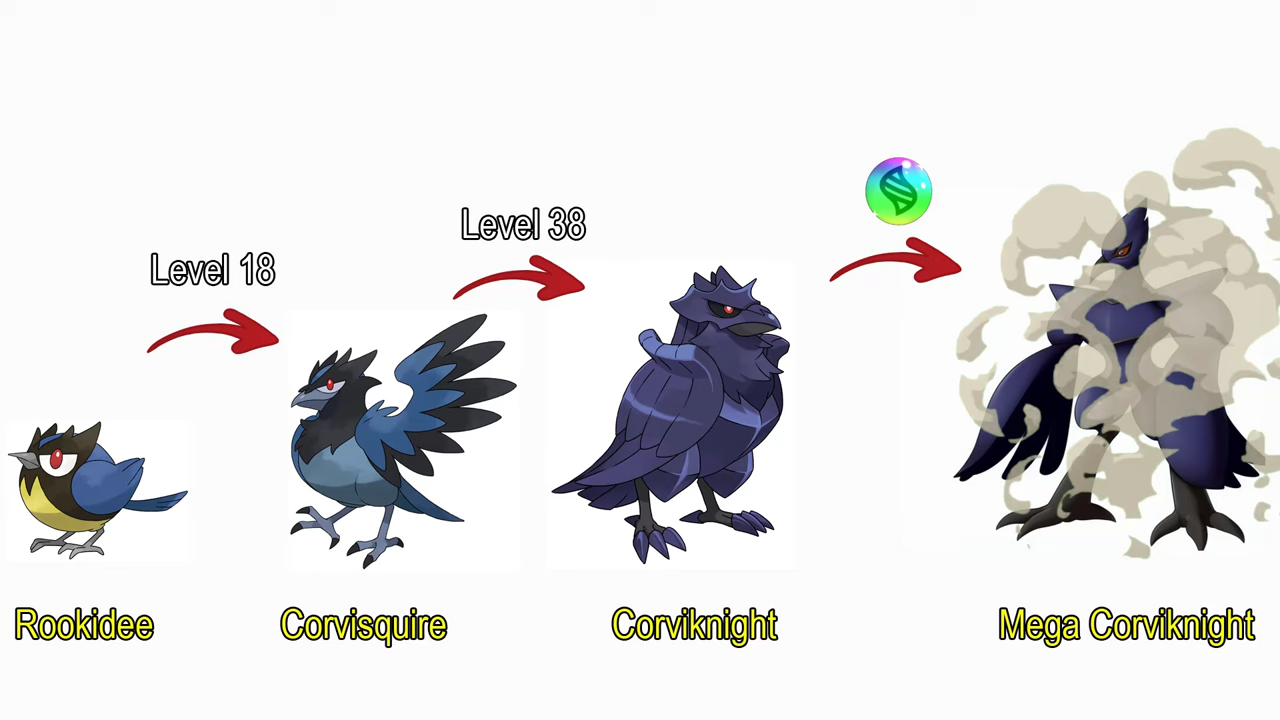 Level 18
Level 38
Rookidee
Corvisquire
Corviknight
Mega Corviknight